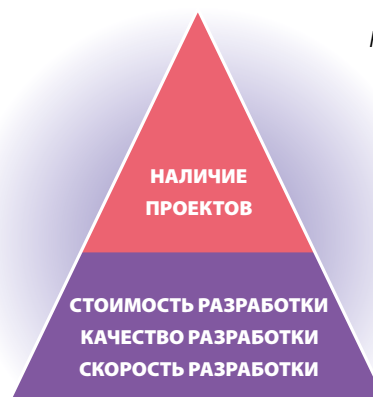 НАЛИЧИЕ
ПРОЕКТОВ
СТОИМОСТЬ РАЗРАБОТКИ
КАЧЕСТВО РАЗРАБОТКИ
СКОРОСТЬ РАЗРАБОТКИ